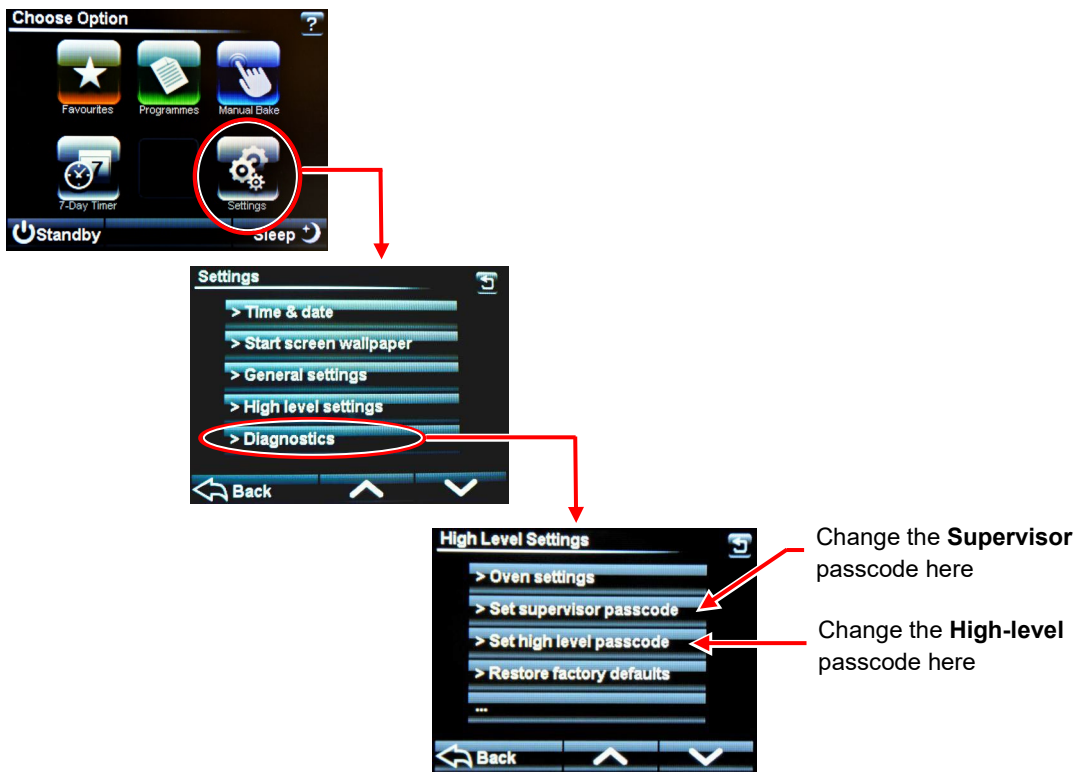 Choose Option
?
Favourites
Programmes
Manual Bake
7
7-Day Timer
Settings
Standby
Sleep
Settings
> Time & date
> Start screen wallpaper
> General settings
> High level settings
> Diagnostics
Back
High Level Settings
> Oven settings
> Set supervisor passcode
> Set high level passcode
> Restore factory defaults
...
Back
Change the Supervisor
passcode here
Change the High-level
passcode here